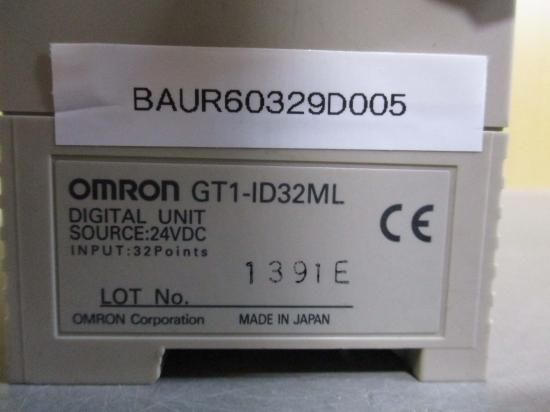 BAUR60329D005
OMRON GT1-ID32ML
DIGITAL UNIT
SOURCE:24VDC
INPUT:32Points
CE
1391E
LOT No.
OMRON Corporation MADE IN JAPAN